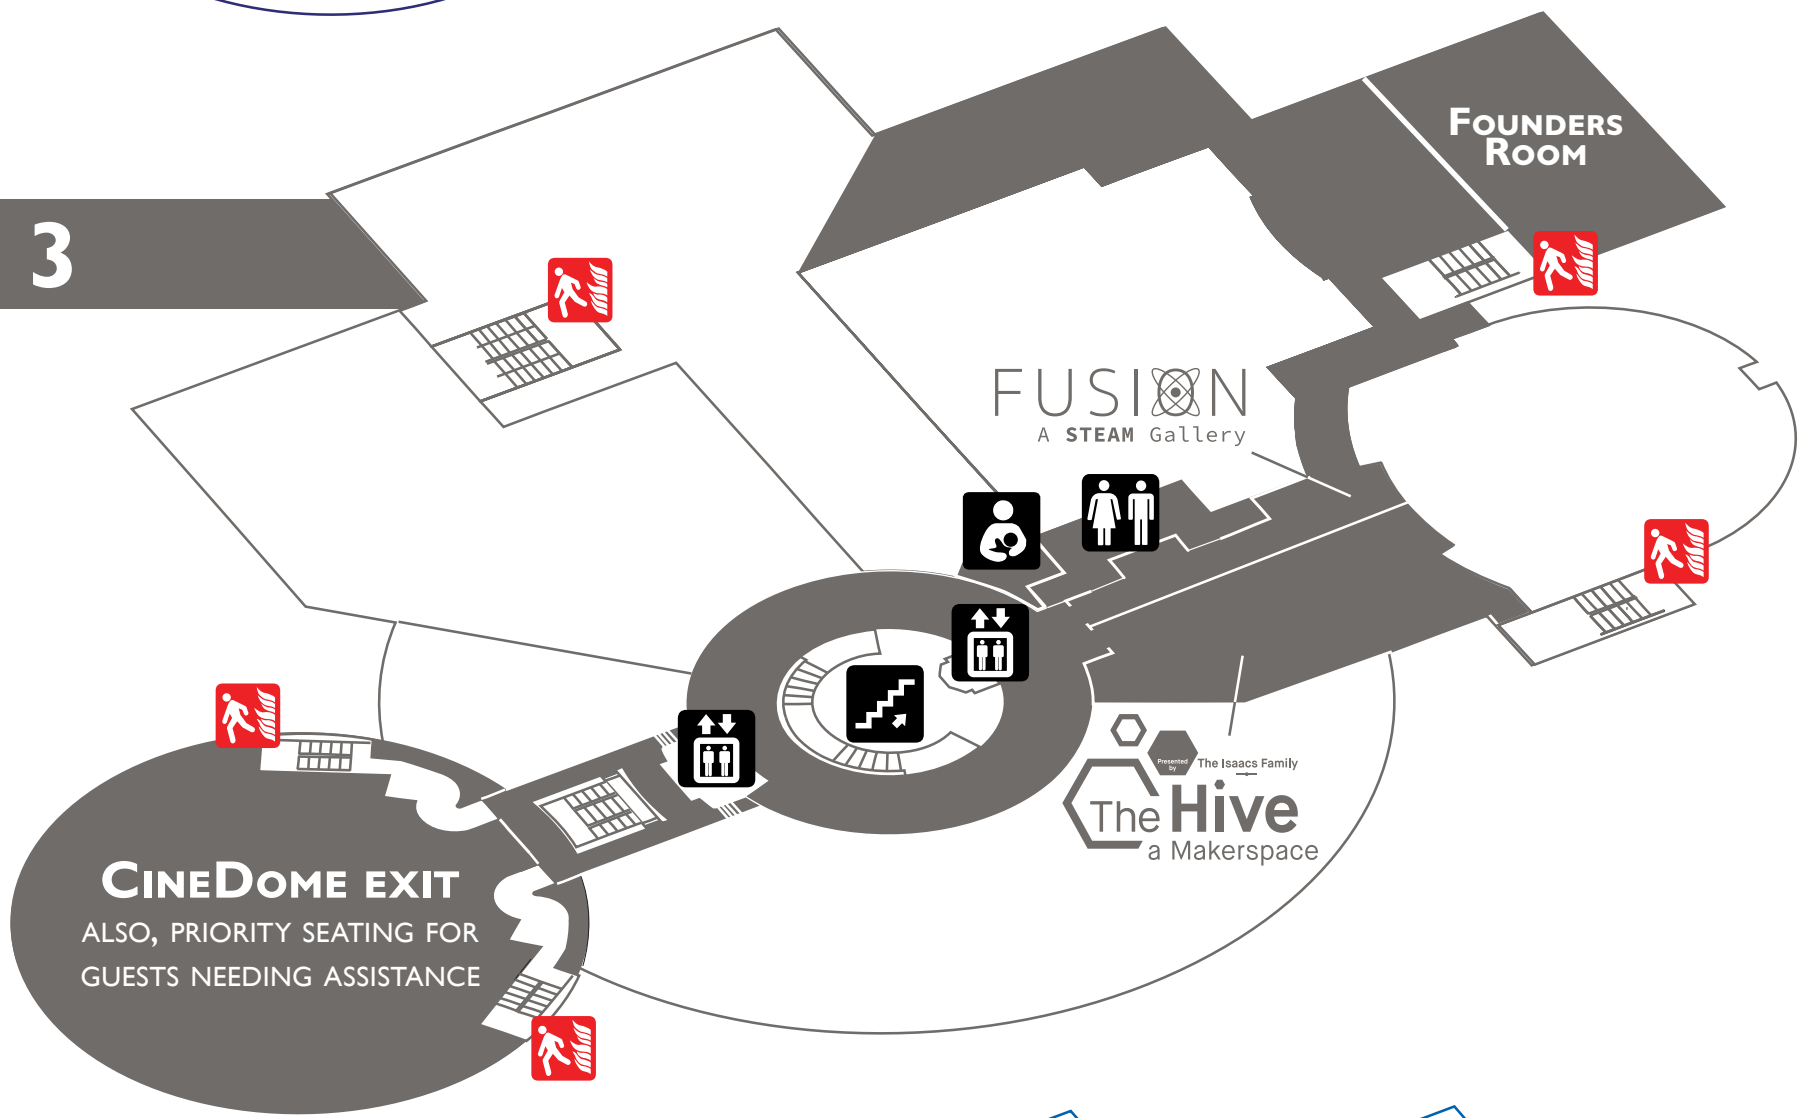 FOUNDERS
ROOM
3
FUSION
A STEAM Gallery
Presented
by
The Isaacs Family
The Hive
a Makerspace
CINEDOME EXIT
ALSO, PRIORITY SEATING FOR
GUESTS NEEDING ASSISTANCE